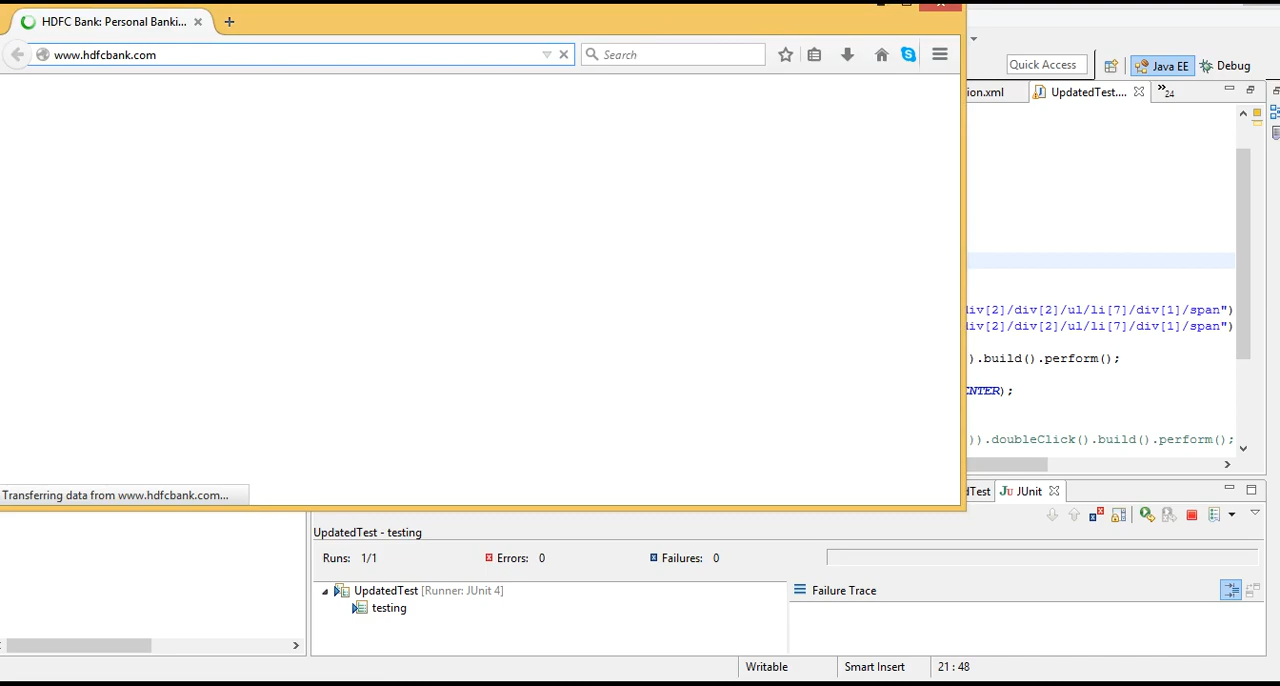 HDFC Bank: Personal Banki...
www.hdfcbank.com
Search
Quick Access
Java EE
Debug
ion.xml
UpdatedTest....
24
div[2]/div[2]/ul/li[7]/div[1]/span")
div[2]/div[2]/ul/li[7]/div[1]/span")
).build().perform();
ENTER);
)).doubleClick().build().perform();
Transferring data from www.hdfcbank.com...
dTest
JUnit
UpdatedTest - testing
Runs: 1/1
Errors: 0
Failures: 0
UpdatedTest [Runner: JUnit 4]
testing
Failure Trace
Writable
Smart Insert
21 : 48